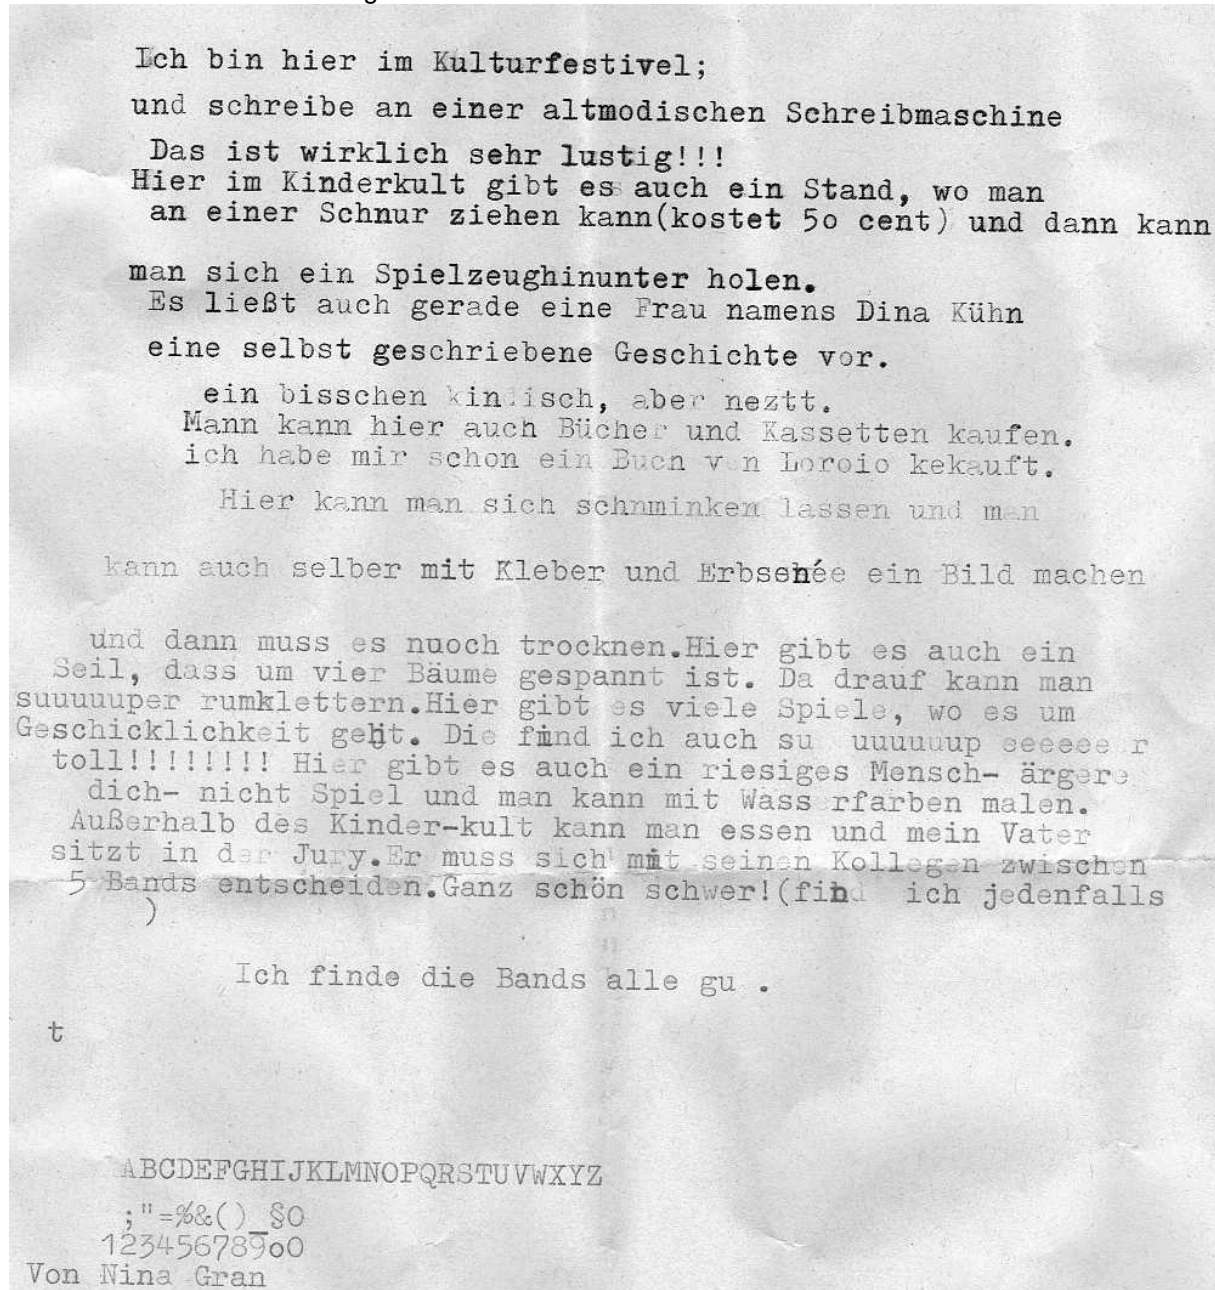 Ich bin hier im Kulturfestivel;
und schreibe an einer altmodischen Schreibmaschine
Das ist wirklich sehr lustig!!!
Hier im Kinderkult gibt es auch ein Stand, wo man
an einer Schnur ziehen kann(kostet 5o cent) und dann kann
man sich ein Spielzeughinunter holen.
Es ließt auch gerade eine Frau namens Dina Kühn
eine selbst geschriebene Geschichte vor.
ein bisschen kindisch, aber neztt.
Mann kann hier auch Bücher und Kassetten kaufen.
ich habe mir schon ein Buch von Loroio kekauft.
Hier kann man sich schnminken lassen und man
kann auch selber mit Kleber und Erbsenée ein Bild machen
und dann muss es nuoch trocknen.Hier gibt es auch ein
Seil, dass um vier Bäume gespannt ist. Da drauf kann man
suuuuuper rumklettern.Hier gibt es viele Spiele, wo es um
Geschicklichkeit geht. Die find ich auch su uuuuuup eeeeee r
toll!!!!!!!!! Hier gibt es auch ein riesiges Mensch- ärgere
dich- nicht Spiel und man kann mit Wasserfarben malen.
Außerhalb des Kinder-kult kann man essen und mein Vater
sitzt in der Jury.Er muss sich mit seinen Kollegen zwischen
5 Bands entscheiden.Ganz schön schwer!(find ich jedenfalls
)
Ich finde die Bands alle gu .
t
ABCDEFGHIJKLMNOPQRSTUVWXYZ
;"=%&()_§O
123456789oO
Von Nina Gran